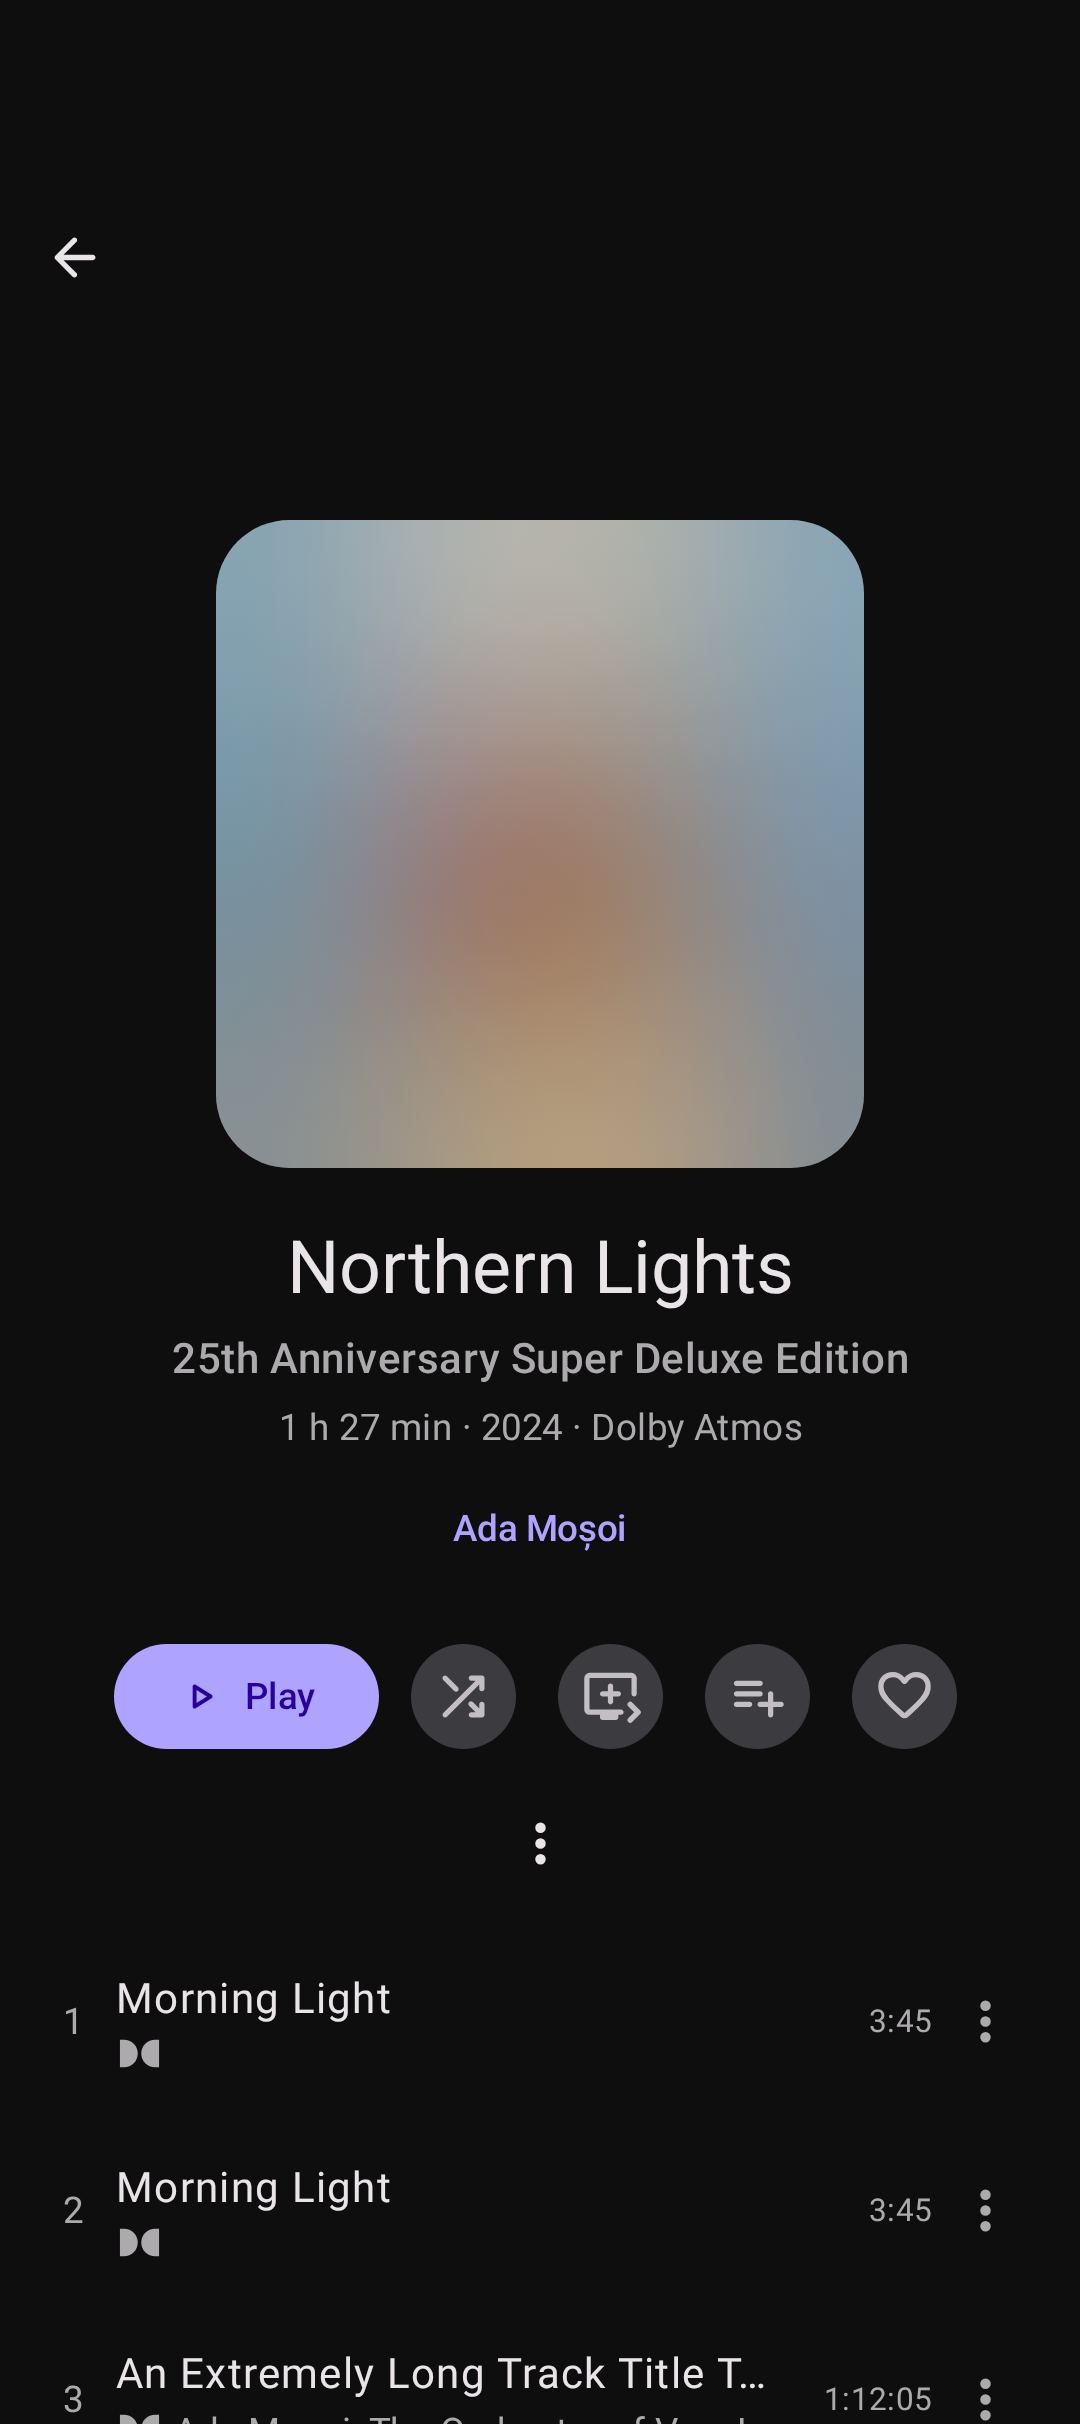 Northern Lights
25th Anniversary Super Deluxe Edition
1 h 27 min · 2024 · Dolby Atmos
Ada Moșoi
Play
1 Morning Light 3:45
2 Morning Light 3:45
3 An Extremely Long Track Title T... 1:12:05